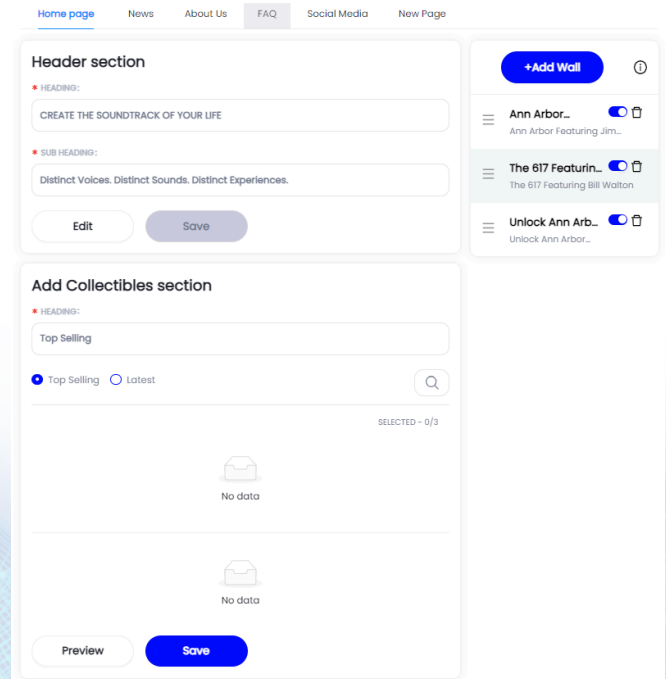 Home page News About Us FAQ Social Media New Page
Header section
* HEADING:
CREATE THE SOUNDTRACK OF YOUR LIFE
* SUB HEADING:
Distinct Voices. Distinct Sounds. Distinct Experiences.
Edit Save
Add Collectibles section
* HEADING:
Top Selling
Top Selling Latest
SELECTED - 0/3
No data
No data
Preview Save
+Add Wall
Ann Arbor...
Ann Arbor Featuring Jim...
The 617 Featurin...
The 617 Featuring Bill Walton
Unlock Ann Arb...
Unlock Ann Arbor...